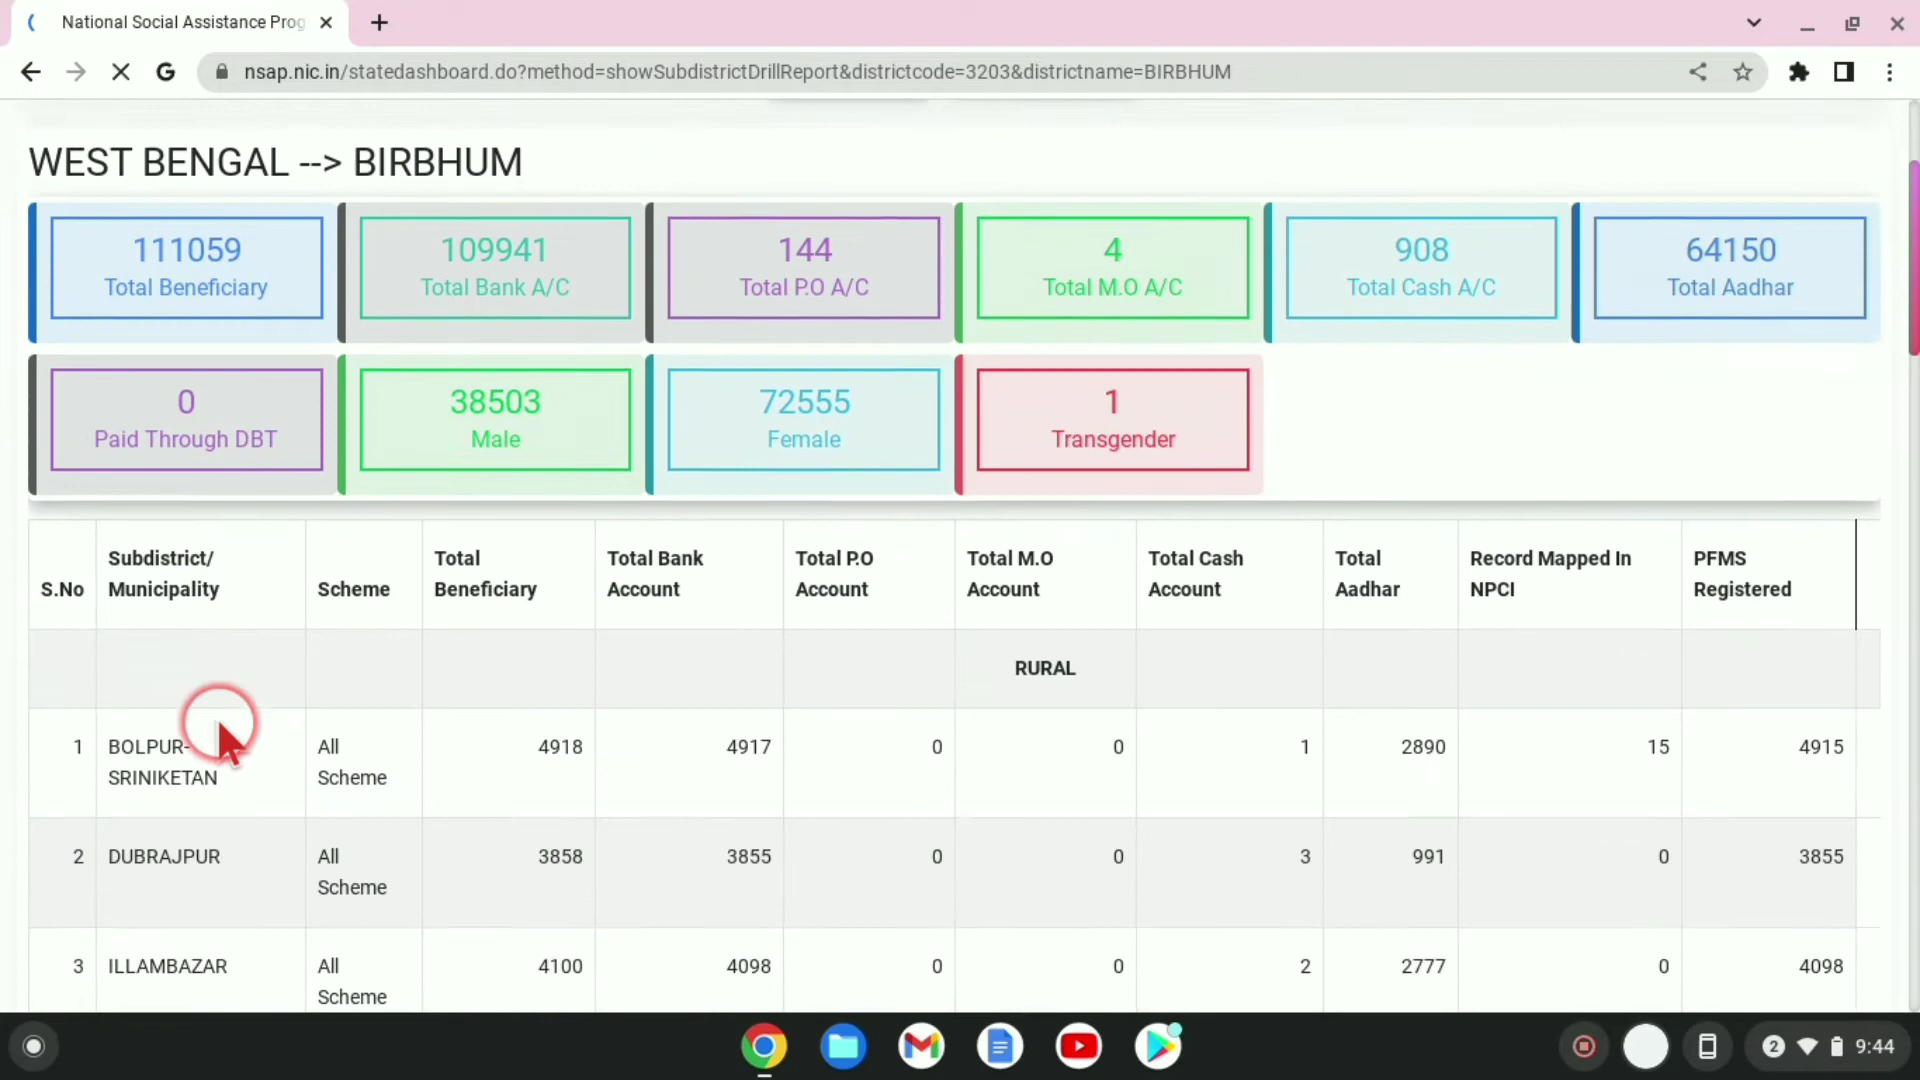 National Social Assistance Prog
nsap.nic.in/statedashboard.do?method=showSubdistrictDrillReport&districtcode=3203&districtname=BIRBHUM
WEST BENGAL --> BIRBHUM
111059
Total Beneficiary
109941
Total Bank A/C
144
Total P.O A/C
4
Total M.O A/C
908
Total Cash A/C
64150
Total Aadhar
0
Paid Through DBT
38503
Male
72555
Female
1
Transgender
S.No Subdistrict/ Municipality Scheme Total Beneficiary Total Bank Account Total P.O Account Total M.O Account Total Cash Account Total Aadhar Record Mapped In NPCI PFMS Registered
RURAL
1 BOLPUR-SRINIKETAN All Scheme 4918 4917 0 0 1 2890 15 4915
2 DUBRAJPUR All Scheme 3858 3855 0 0 3 991 0 3855
3 ILLAMBAZAR All Scheme 4100 4098 0 0 2 2777 0 4098
2 9:44